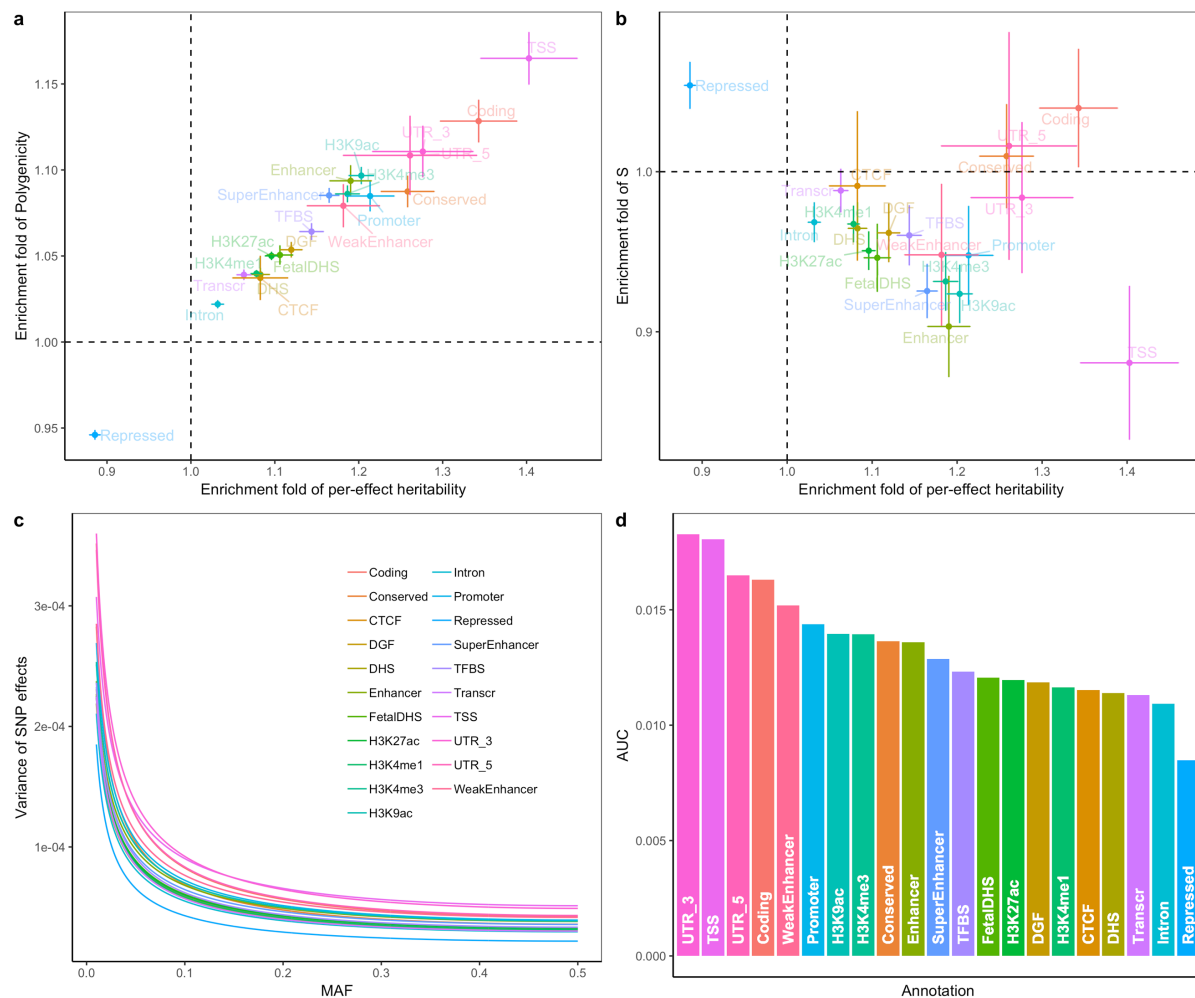 a
Enrichment fold of Polygenicity
1.15
1.10
1.05
1.00
0.95
TSS
Coding
UTR_3
H3K9ac
UTR_5
Enhancer
H3K4me3
SuperEnhancer
Conserved
Promoter
TFBS
WeakEnhancer
H3K27ac
DGF
H3K4me1
FetalDHS
Transcr
DHS
CTCF
Intron
Repressed
0.9
1.0
1.1
1.2
1.3
1.4
Enrichment fold of per-effect heritability
b
Enrichment fold of S
1.0
0.9
Repressed
Coding
UTR_5
Conserved
CTCF
Transcr
UTR_3
H3K4me1
DGF
Intron
TFBS
DHS
WeakEnhancer
Promoter
H3K27ac
H3K4me3
FetalDHS
SuperEnhancer
H3K9ac
Enhancer
TSS
0.9
1.0
1.1
1.2
1.3
1.4
Enrichment fold of per-effect heritability
c
Variance of SNP effects
3e-04
2e-04
1e-04
Coding
Conserved
CTCF
DGF
DHS
Enhancer
FetalDHS
H3K27ac
H3K4me1
H3K4me3
H3K9ac
Intron
Promoter
Repressed
SuperEnhancer
TFBS
Transcr
TSS
UTR_3
UTR_5
WeakEnhancer
0.0
0.1
0.2
0.3
0.4
0.5
MAF
d
AUC
0.015
0.010
0.005
0.000
UTR_3
TSS
UTR_5
Coding
WeakEnhancer
Promoter
H3K9ac
H3K4me3
Conserved
Enhancer
SuperEnhancer
TFBS
FetalDHS
H3K27ac
DGF
H3K4me1
CTCF
DHS
Transcr
Intron
Repressed
Annotation